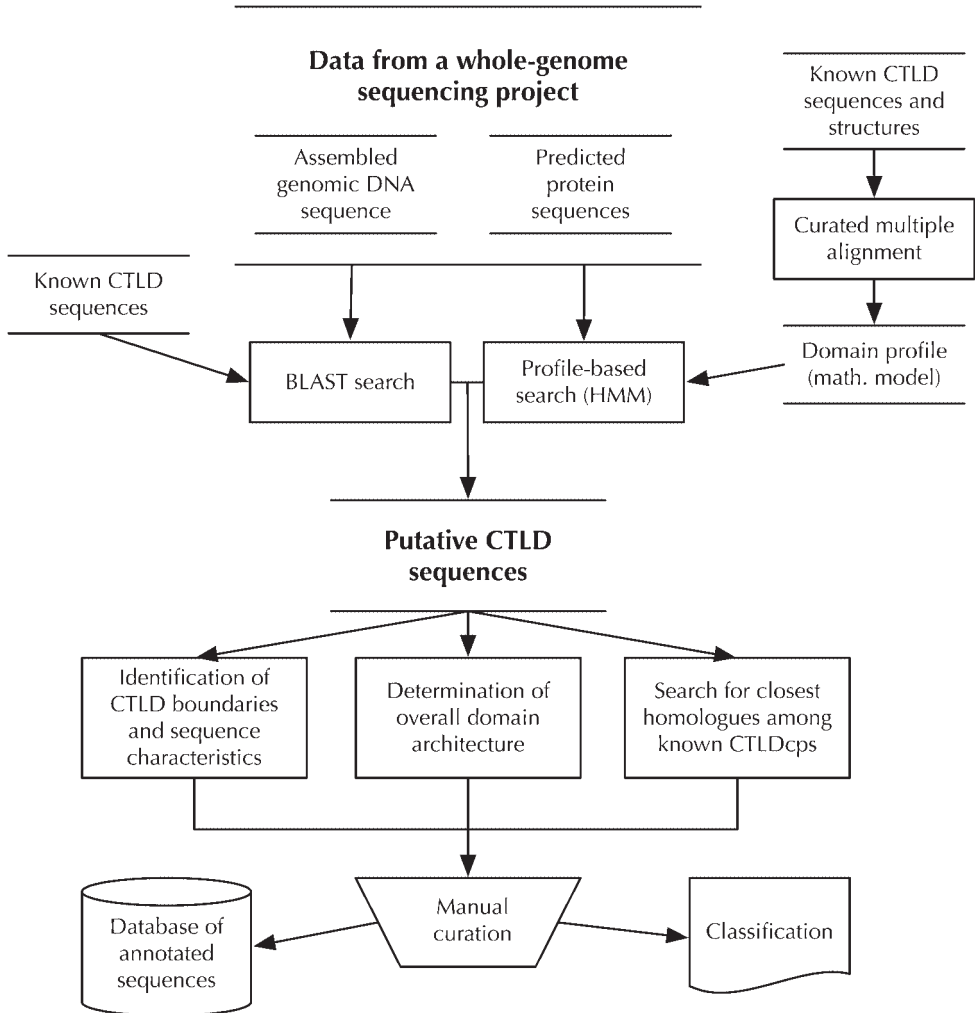 Data from a whole-genome
sequencing project
Known CTLD
sequences and
structures
Assembled
genomic DNA
sequence
Predicted
protein
sequences
Curated multiple
alignment
Known CTLD
sequences
BLAST search
Profile-based
search (HMM)
Domain profile
(math. model)
Putative CTLD
sequences
Identification of
CTLD boundaries
and sequence
characteristics
Determination of
overall domain
architecture
Search for closest
homologues among
known CTLDcps
Database of
annotated
sequences
Manual
curation
Classification